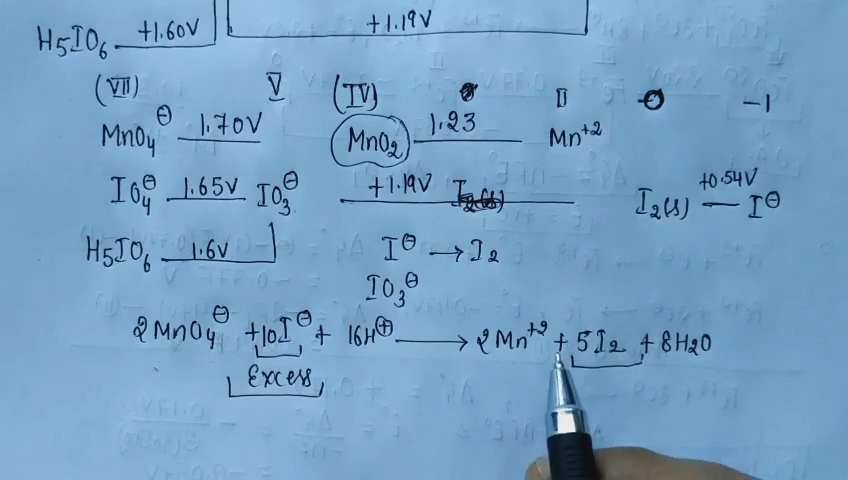 +1.19V
H₅IO₆ +1.60V
(VII) V (IV) II 0 -1
MnO₄⊖ 1.70V MnO₂ 1.23 Mn⁺²
IO₄⊖ 1.65V IO₃⊖ +1.19V I₂(s) I₂(s) +0.54V I⊖
H₅IO₆ 1.6V I⊖ → I₂
IO₃⊖
2MnO₄⊖ + 10I⊖ + 16H⊕ → 2Mn⁺² + 5I₂ + 8H₂O
Excess